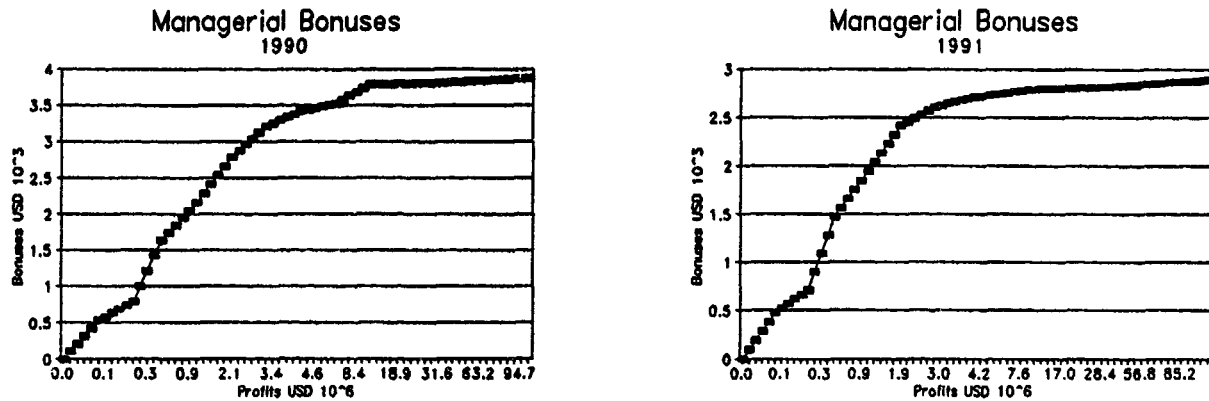 Managerial Bonuses
1990
4
3.5
3
2.5
2
1.5
1
0.5
0
Bonuses USD 10^3
0.0 0.1 0.3 0.9 2.1 3.4 4.6 8.4 18.9 31.6 63.2 94.7
Profits USD 10^6
Managerial Bonuses
1991
3
2.5
2
1.5
1
0.5
0
Bonuses USD 10^3
0.0 0.1 0.3 0.9 1.9 3.0 4.2 7.6 17.0 28.4 56.8 85.2
Profits USD 10^6